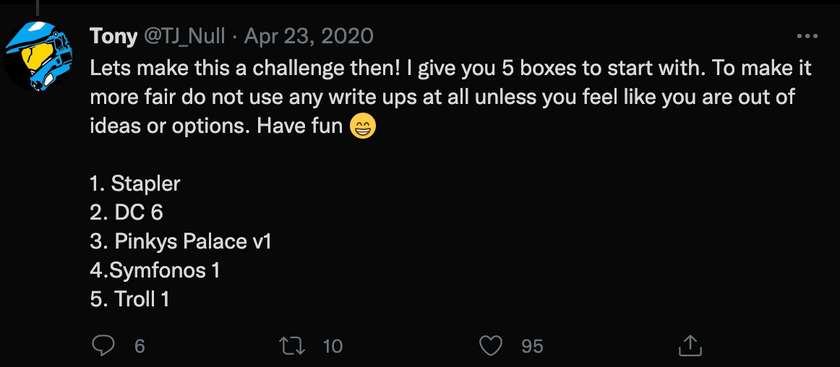 Tony @TJ_Null · Apr 23, 2020
Lets make this a challenge then! I give you 5 boxes to start with. To make it
more fair do not use any write ups at all unless you feel like you are out of
ideas or options. Have fun 😁
1. Stapler
2. DC 6
3. Pinkys Palace v1
4.Symfonos 1
5. Troll 1
6 10 95